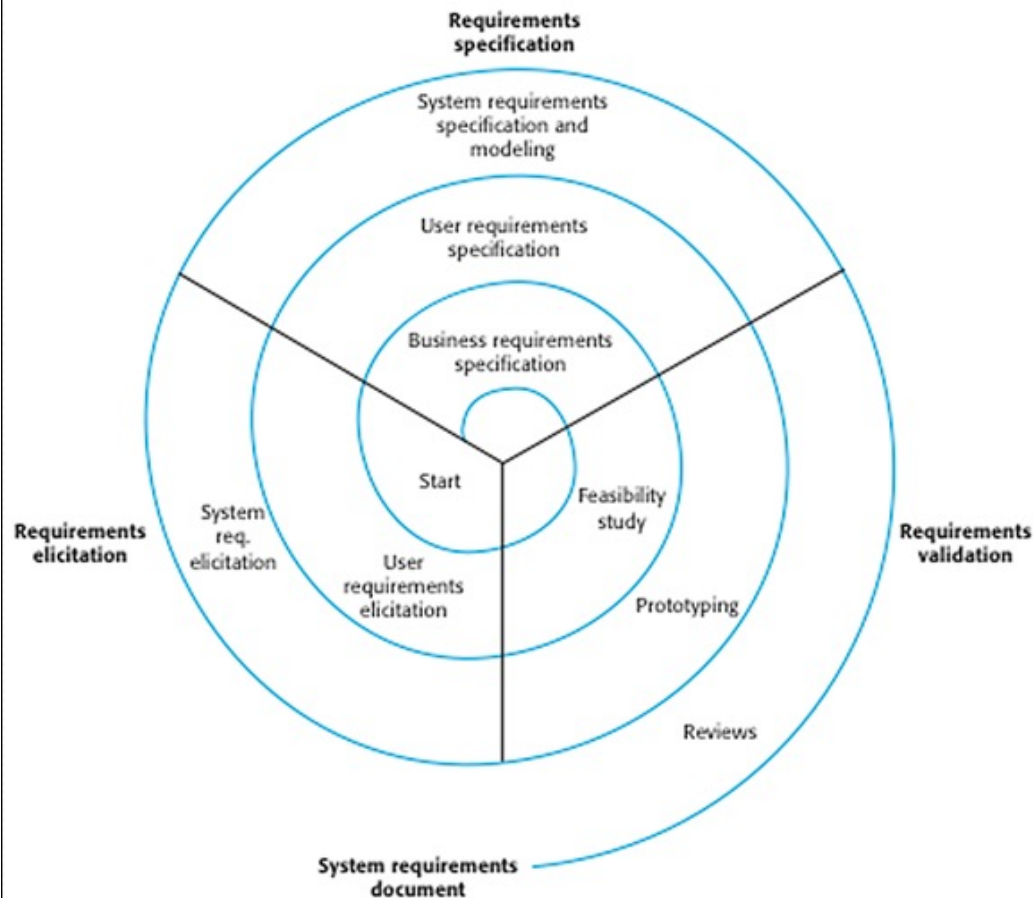 Requirements
specification
System requirements
specification and
modeling
User requirements
specification
Business requirements
specification
Start
Feasibility
study
System
req.
elicitation
Requirements
elicitation
Requirements
validation
User
requirements
elicitation
Prototyping
Reviews
System requirements
document